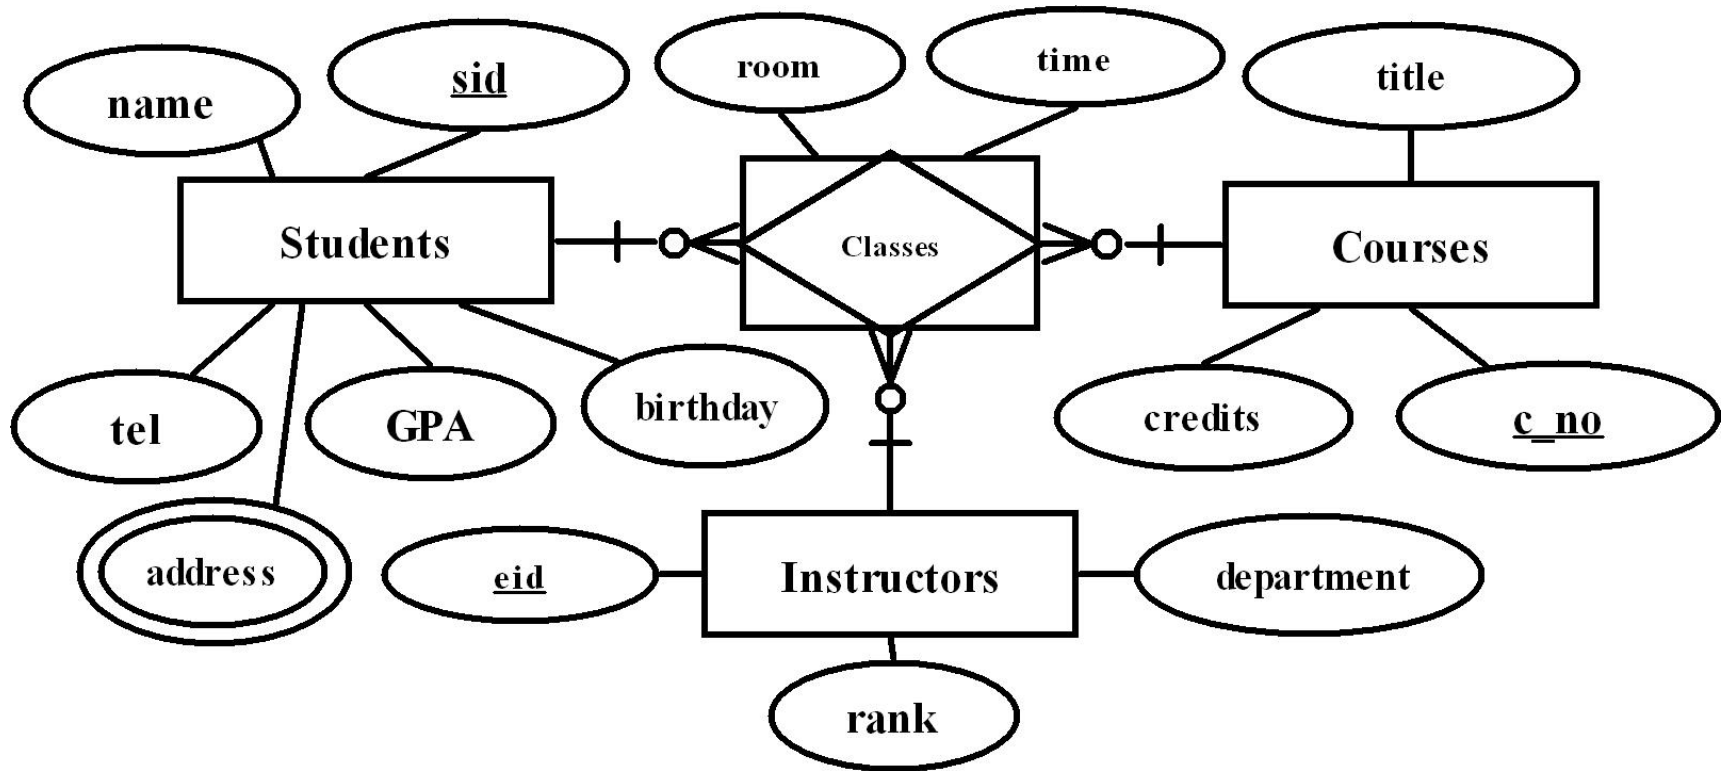 name
sid
room
time
title
Students
Classes
Courses
tel
GPA
birthday
credits
c_no
address
eid
Instructors
department
rank